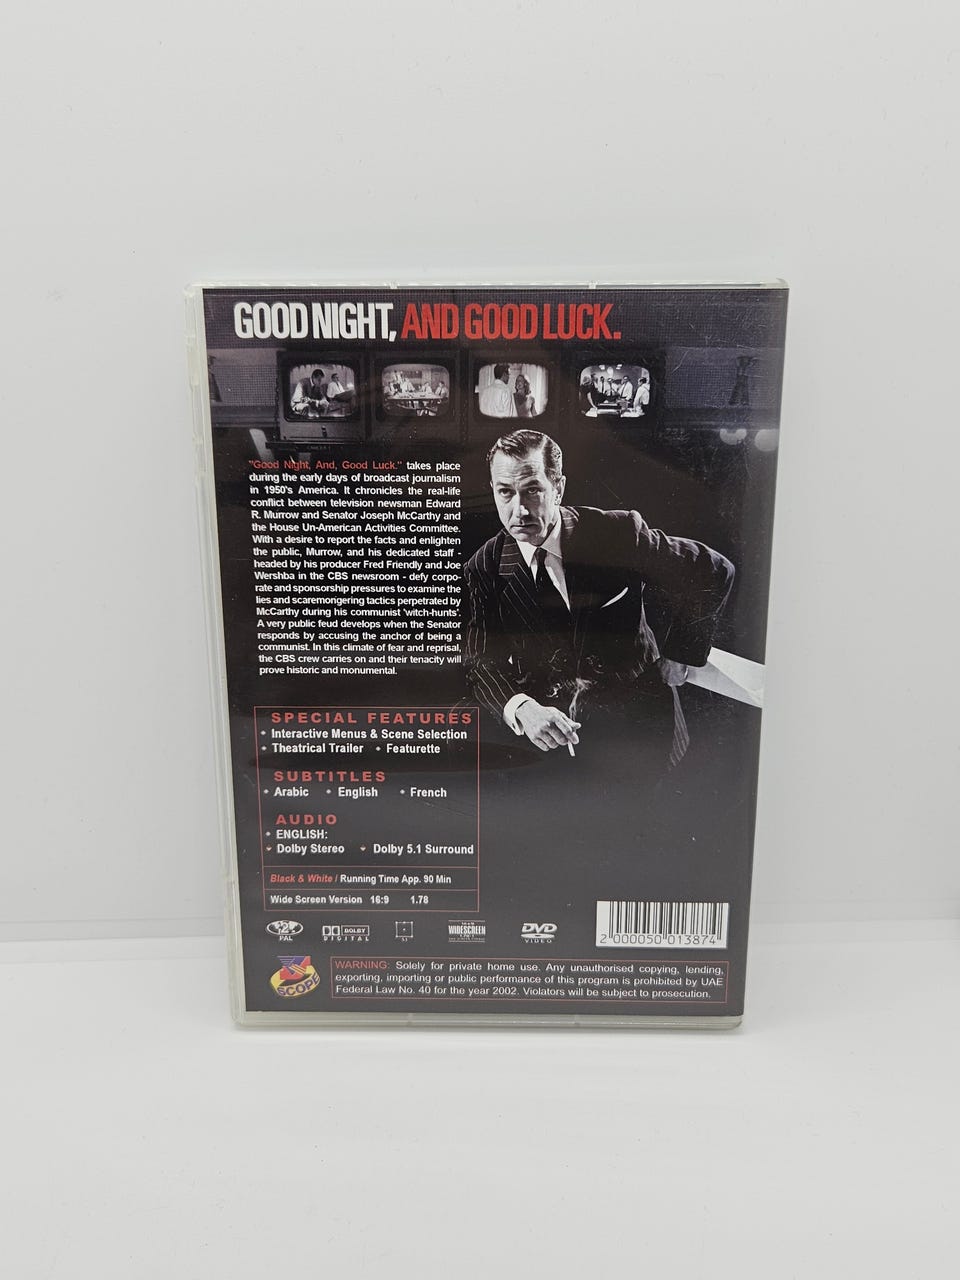 GOOD NIGHT, AND GOOD LUCK.
"Good Night, And, Good Luck." takes place
during the early days of broadcast journalism
in 1950's America. It chronicles the real-life
conflict between television newsman Edward
R. Murrow and Senator Joseph McCarthy and
the House Un-American Activities Committee.
With a desire to report the facts and enlighten
the public, Murrow, and his dedicated staff -
headed by his producer Fred Friendly and Joe
Wershba in the CBS newsroom - defy corpo-
rate and sponsorship pressures to examine the
lies and scaremongering tactics perpetrated by
McCarthy during his communist 'witch-hunts'.
A very public feud develops when the Senator
responds by accusing the anchor of being a
communist. In this climate of fear and reprisal,
the CBS crew carries on and their tenacity will
prove historic and monumental.
SPECIAL FEATURES
• Interactive Menus & Scene Selection
• Theatrical Trailer • Featurette
SUBTITLES
• Arabic • English • French
AUDIO
• ENGLISH:
• Dolby Stereo • Dolby 5.1 Surround
Black & White / Running Time App. 90 Min
Wide Screen Version 16:9 1.78
2 PAL
DOLBY DIGITAL
5.1
WIDESCREEN
DVD VIDEO
2 000050 013874
SCOPE
WARNING: Solely for private home use. Any unauthorised copying, lending,
exporting, importing or public performance of this program is prohibited by UAE
Federal Law No. 40 for the year 2002. Violators will be subject to prosecution.